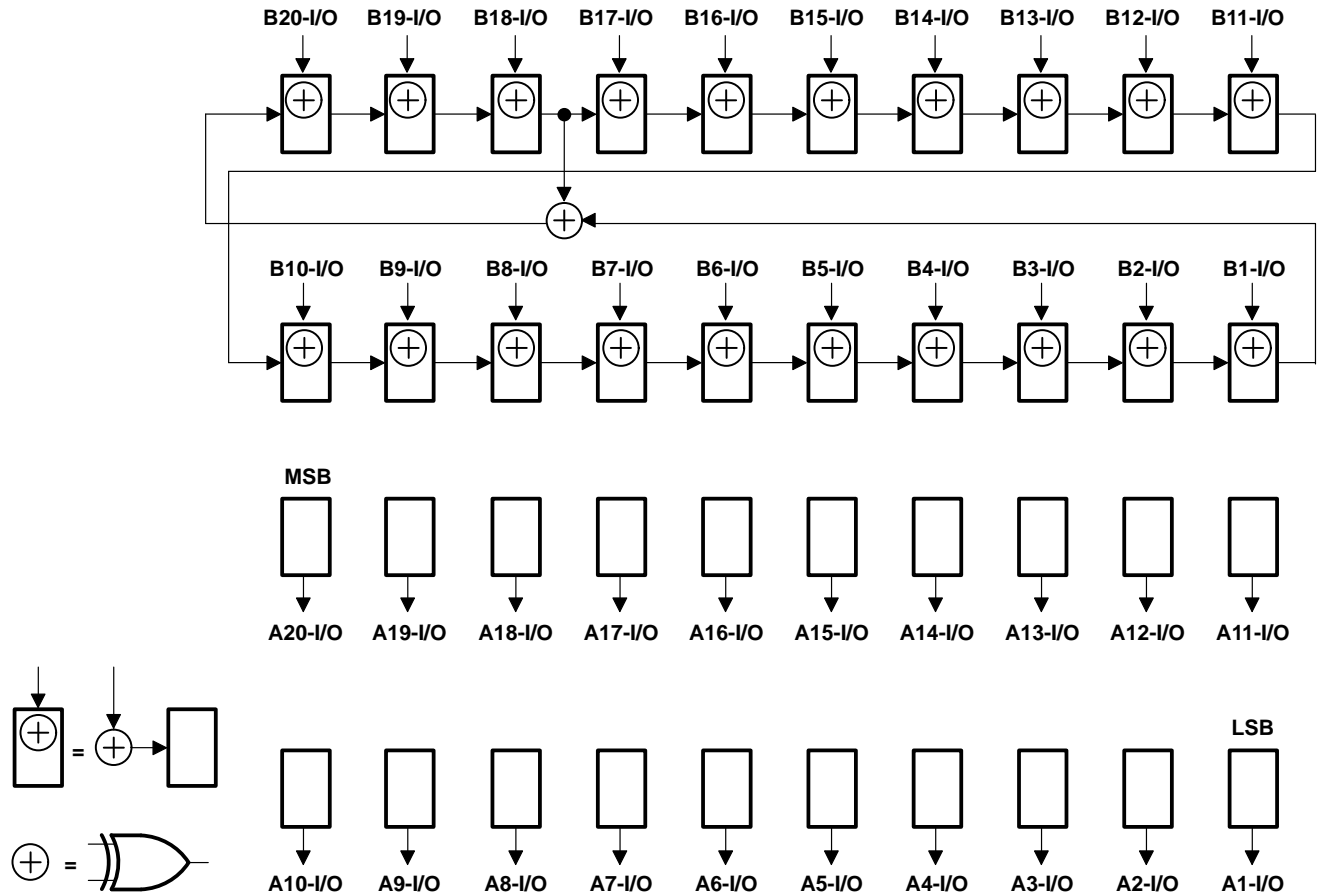 B20-I/O B19-I/O B18-I/O B17-I/O B16-I/O B15-I/O B14-I/O B13-I/O B12-I/O B11-I/O
B10-I/O B9-I/O B8-I/O B7-I/O B6-I/O B5-I/O B4-I/O B3-I/O B2-I/O B1-I/O
MSB
A20-I/O A19-I/O A18-I/O A17-I/O A16-I/O A15-I/O A14-I/O A13-I/O A12-I/O A11-I/O
=
LSB
=
A10-I/O A9-I/O A8-I/O A7-I/O A6-I/O A5-I/O A4-I/O A3-I/O A2-I/O A1-I/O